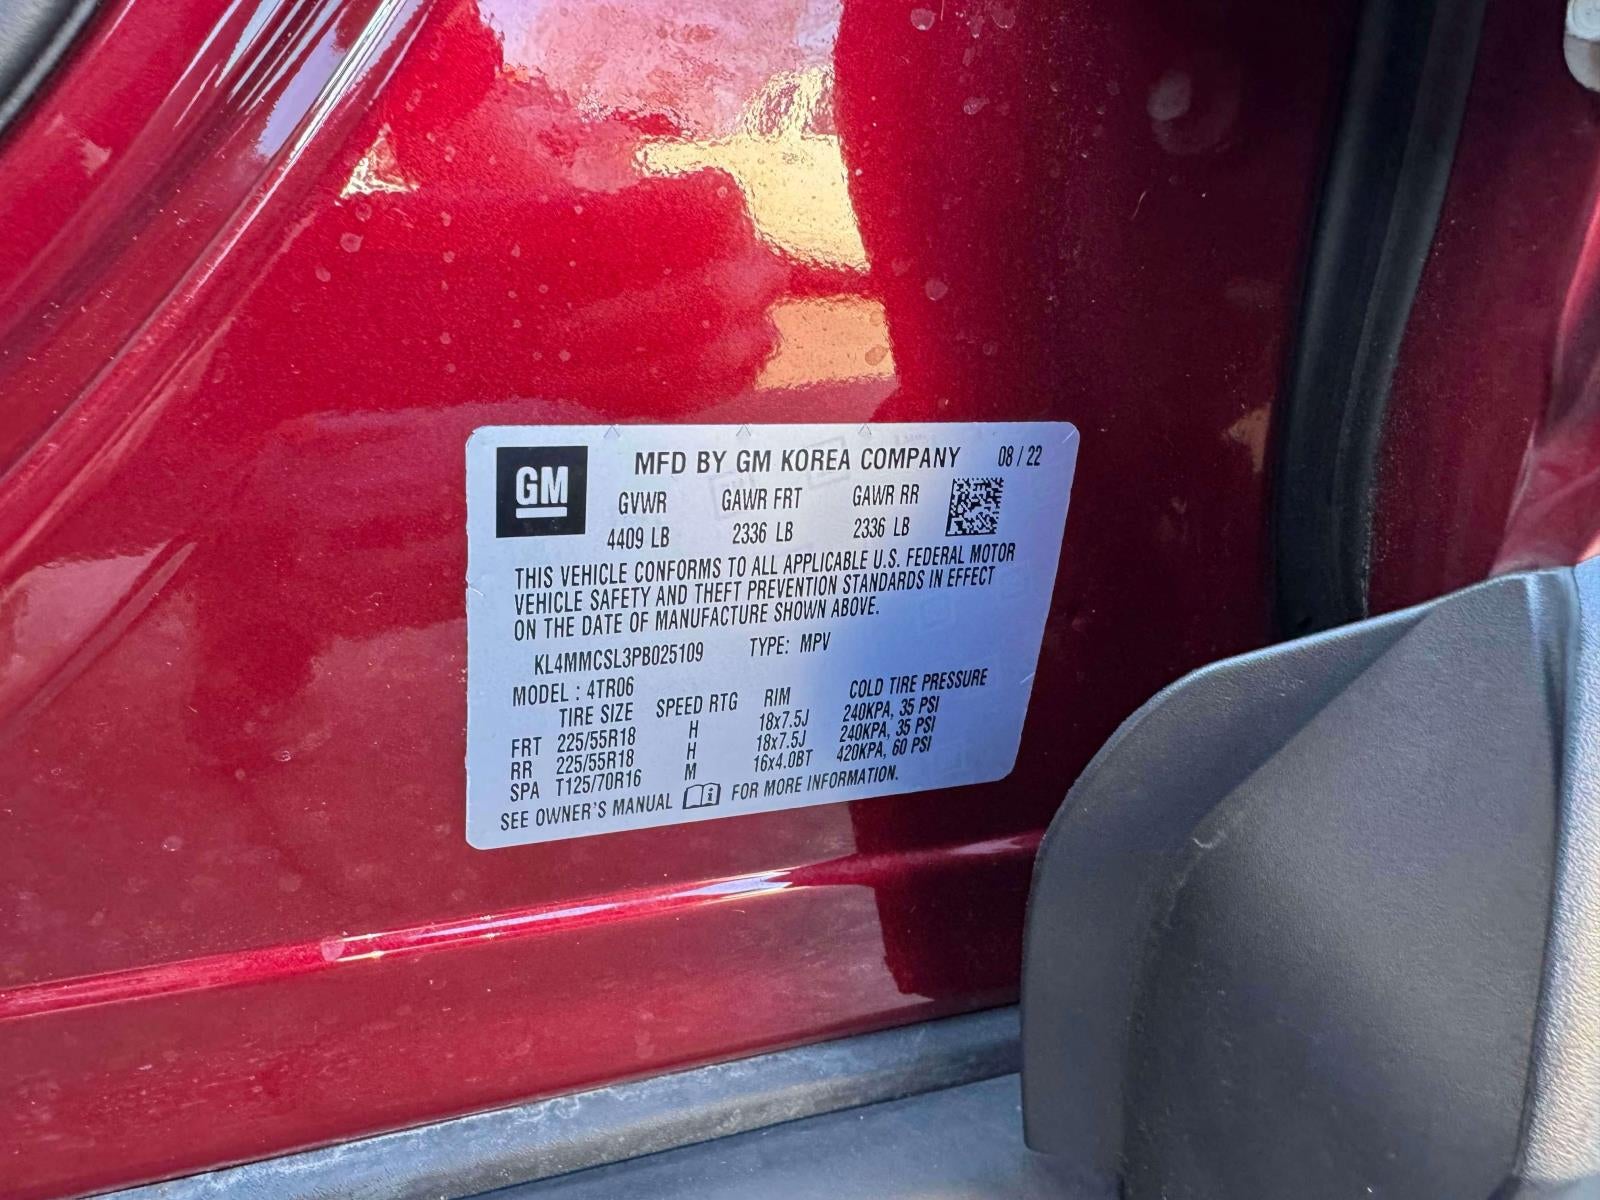 GM
MFD BY GM KOREA COMPANY 08 / 22
GVWR GAWR FRT GAWR RR
4409 LB 2336 LB 2336 LB
THIS VEHICLE CONFORMS TO ALL APPLICABLE U.S. FEDERAL MOTOR
VEHICLE SAFETY AND THEFT PREVENTION STANDARDS IN EFFECT
ON THE DATE OF MANUFACTURE SHOWN ABOVE.
KL4MMCSL3PB025109 TYPE: MPV
MODEL : 4TR06
TIRE SIZE SPEED RTG RIM COLD TIRE PRESSURE
FRT 225/55R18 H 18x7.5J 240KPA, 35 PSI
RR 225/55R18 H 18x7.5J 240KPA, 35 PSI
SPA T125/70R16 M 16x4.0BT 420KPA, 60 PSI
SEE OWNER'S MANUAL i FOR MORE INFORMATION.